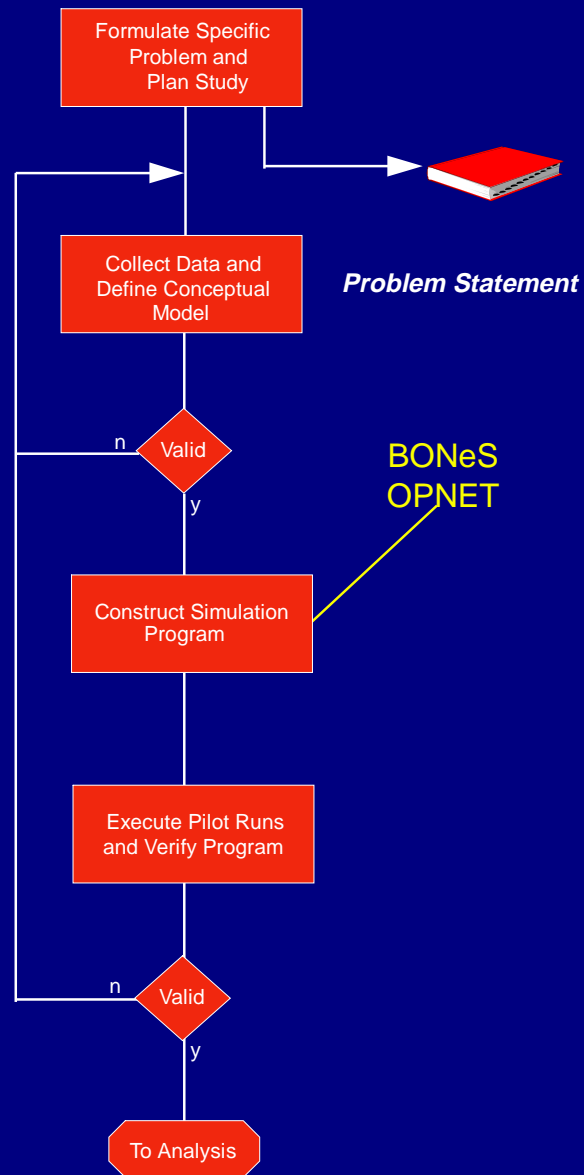 Formulate Specific
Problem and
Plan Study
Collect Data and
Define Conceptual
Model
Problem Statement
n
Valid
y
BONeS
OPNET
Construct Simulation
Program
Execute Pilot Runs
and Verify Program
n
Valid
y
To Analysis